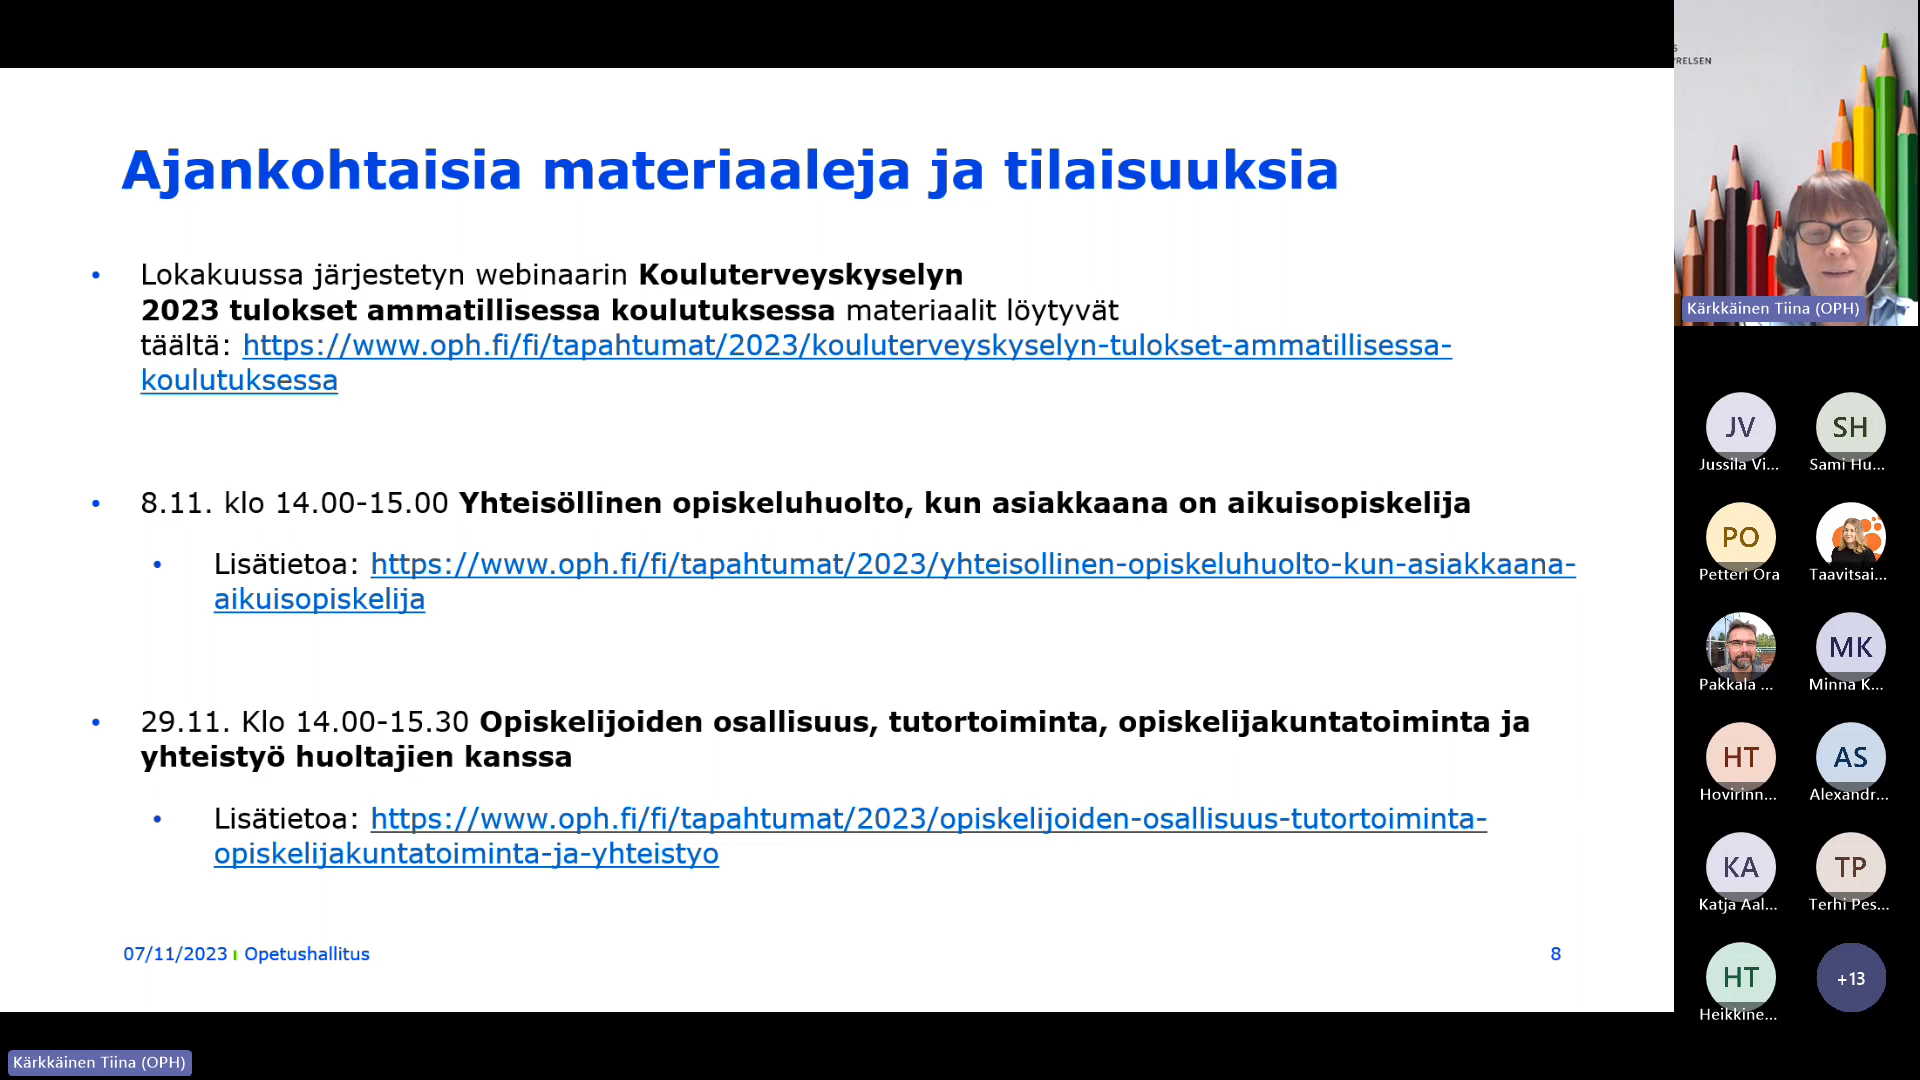 Ajankohtaisia materiaaleja ja tilaisuuksia
• Lokakuussa järjestetyn webinaarin Kouluterveyskyselyn
2023 tulokset ammatillisessa koulutuksessa materiaalit löytyvät
täältä: https://www.oph.fi/fi/tapahtumat/2023/kouluterveyskyselyn-tulokset-ammatillisessa-
koulutuksessa
• 8.11. klo 14.00-15.00 Yhteisöllinen opiskeluhuolto, kun asiakkaana on aikuisopiskelija
• Lisätietoa: https://www.oph.fi/fi/tapahtumat/2023/yhteisollinen-opiskeluhuolto-kun-asiakkaana-
aikuisopiskelija
• 29.11. Klo 14.00-15.30 Opiskelijoiden osallisuus, tutortoiminta, opiskelijakuntatoiminta ja
yhteistyö huoltajien kanssa
• Lisätietoa: https://www.oph.fi/fi/tapahtumat/2023/opiskelijoiden-osallisuus-tutortoiminta-
opiskelijakuntatoiminta-ja-yhteistyo
07/11/2023 Opetushallitus
8
S
YRELSEN
Kärkkäinen Tiina (OPH)
JV
SH
Jussila Vi...
Sami Hu...
PO
Petteri Ora
Taavitsai...
MK
Pakkala ...
Minna K...
HT
AS
Hovirinn...
Alexandr...
KA
TP
Katja Aal...
Terhi Pes...
HT
+13
Heikkine...
Kärkkäinen Tiina (OPH)